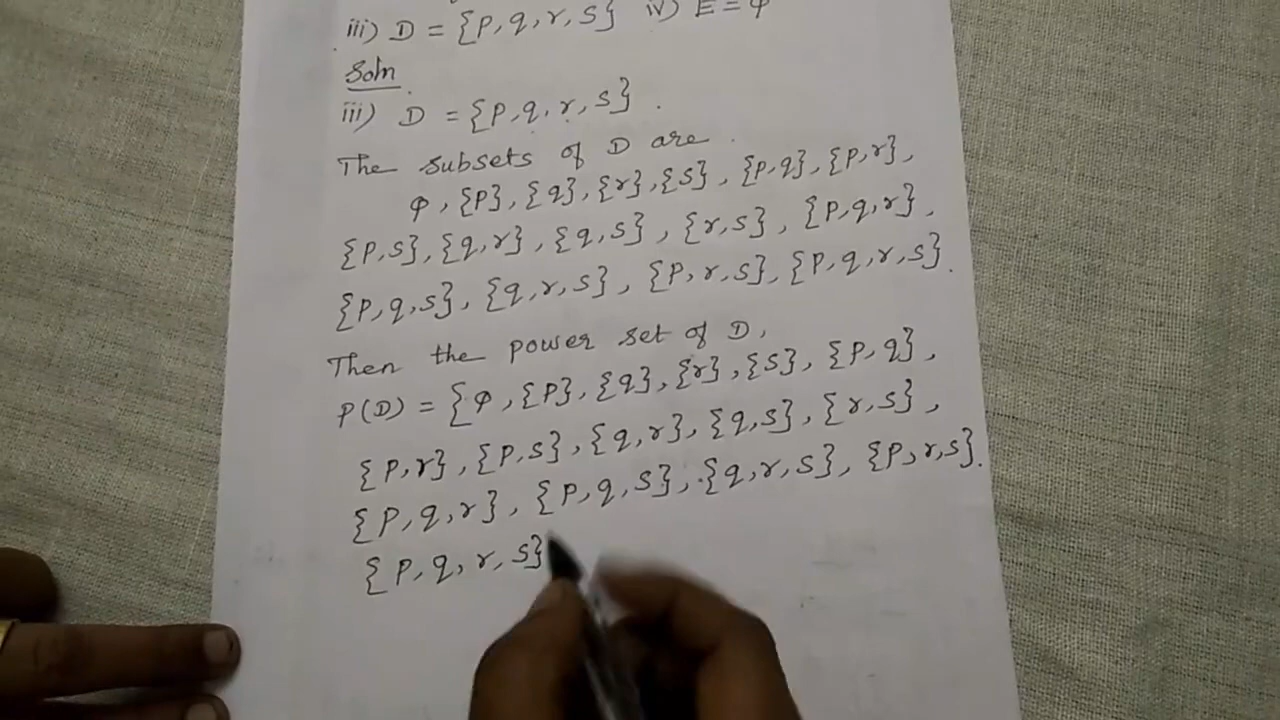 iii) D = {p, q, r, s} iv) E = φ
Soln
iii) D = {p, q, r, s} .
The subsets of D are .
φ, {p}, {q}, {r}, {s}, {p,q}, {p,r},
{p,s}, {q,r}, {q,s}, {r,s}, {p,q,r},
{p,q,s}, {q,r,s}, {p,r,s}, {p,q,r,s}.
Then the power set of D,
P(D) = {φ, {p}, {q}, {r}, {s}, {p,q},
{p,r}, {p,s}, {q,r}, {q,s}, {r,s},
{p,q,r}, {p,q,s}, {q,r,s}, {p,r,s}.
{p,q,r,s}